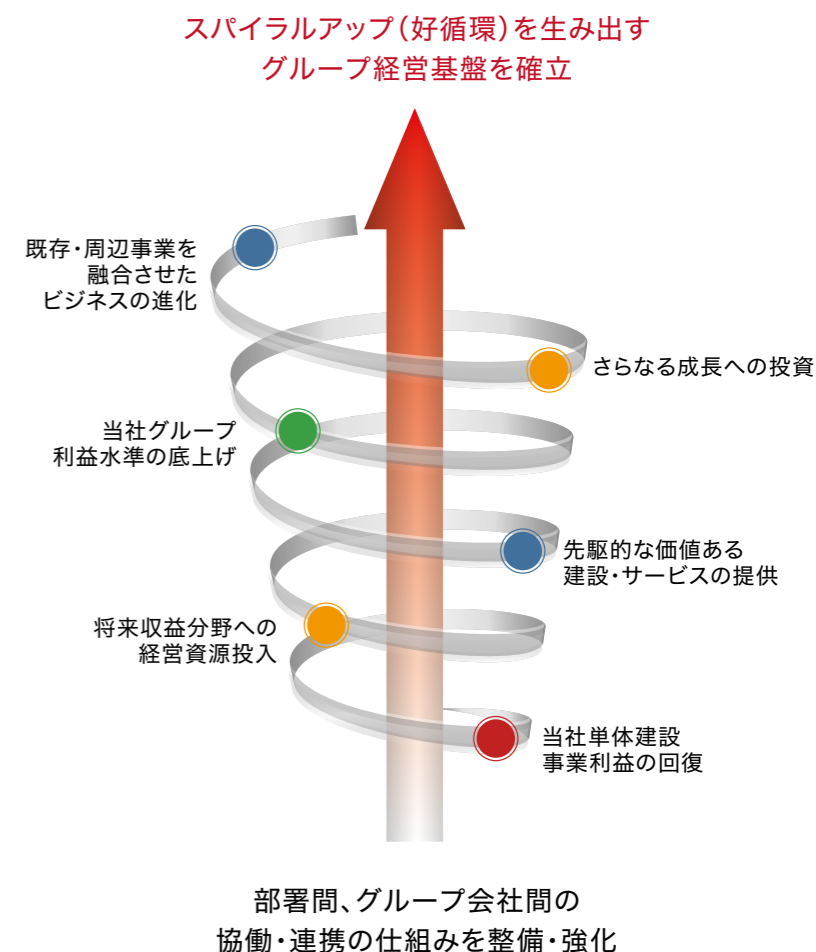 スパイラルアップ（好循環）を生み出す
グループ経営基盤を確立
既存・周辺事業を
融合させた
ビジネスの進化
さらなる成長への投資
当社グループ
利益水準の底上げ
先駆的な価値ある
建設・サービスの提供
将来収益分野への
経営資源投入
当社単体建設
事業利益の回復
部署間、グループ会社間の
協働・連携の仕組みを整備・強化